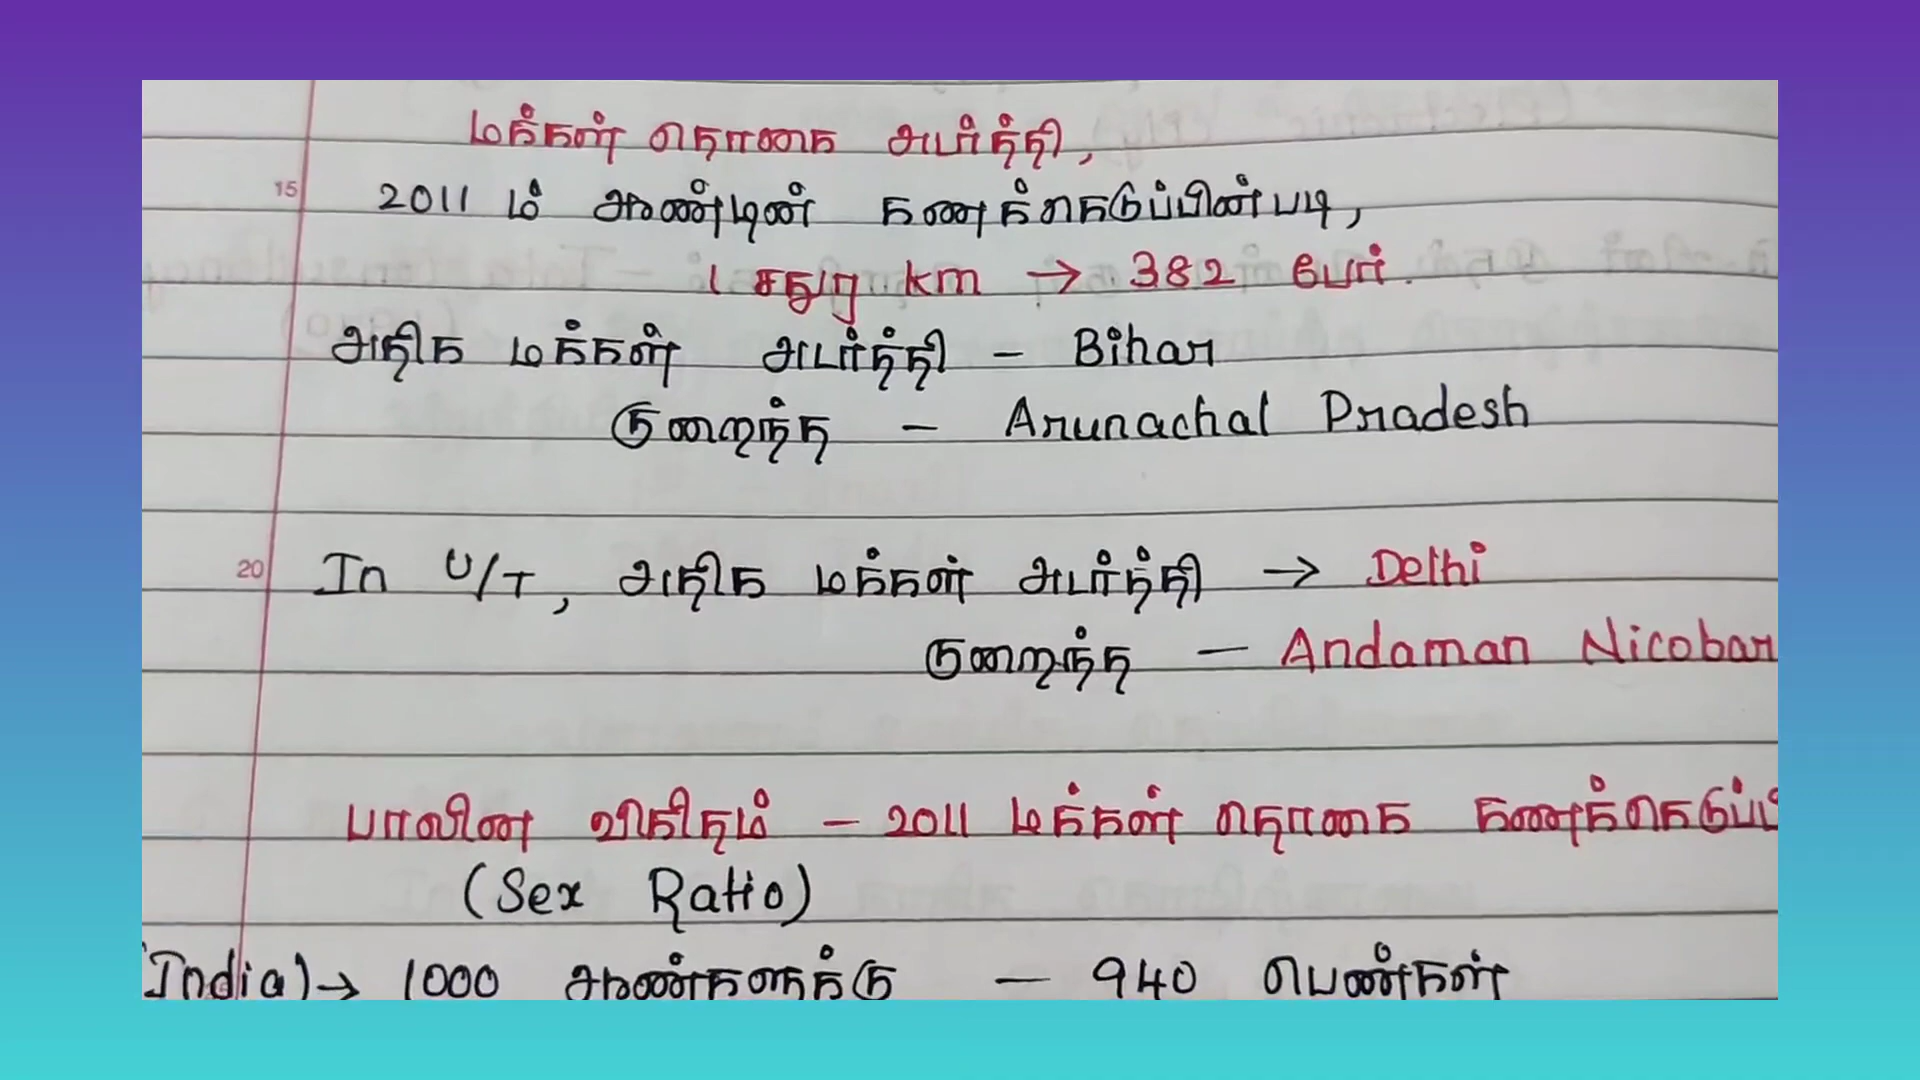 மக்கள் தொகை அடர்த்தி,
15 2011 ம் ஆண்டின் கணக்கெடுப்பின்படி,
1 சதுர km → 382 பேர்.
அதிக மக்கள் அடர்த்தி – Bihar
குறைந்த – Arunachal Pradesh
20 In U/T, அதிக மக்கள் அடர்த்தி → Delhi
குறைந்த – Andaman Nicobar
பாலின விகிதம் – 2011 மக்கள் தொகை கணக்கெடுப்பி
(Sex Ratio)
India) → 1000 ஆண்களுக்கு – 940 பெண்கள்